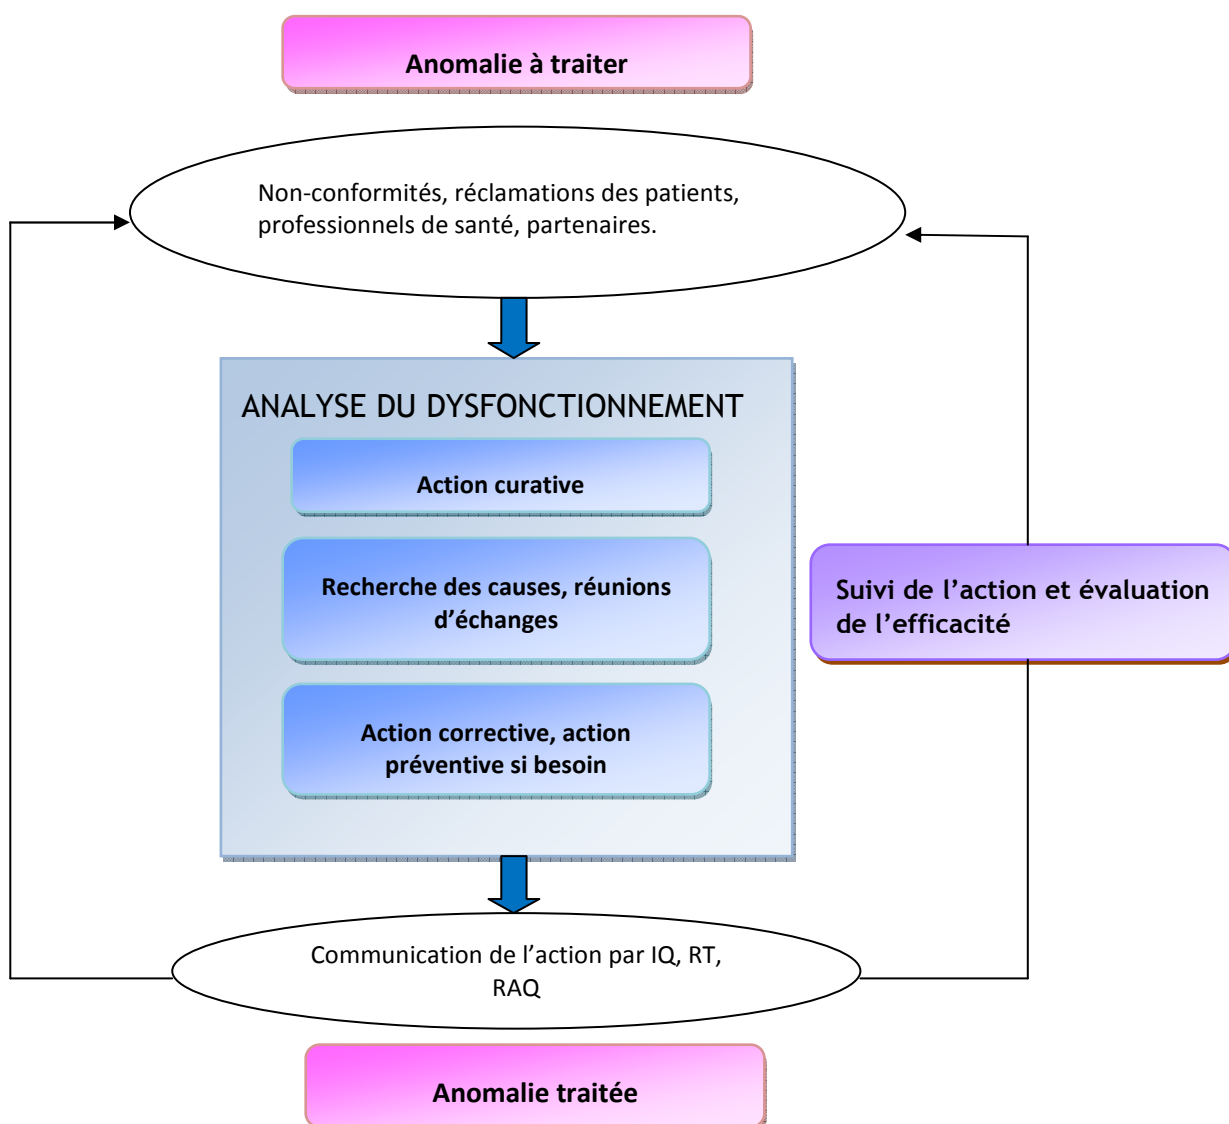 Anomalie à traiter
Non-conformités, réclamations des patients,
professionnels de santé, partenaires.
ANALYSE DU DYSFONCTIONNEMENT
Action curative
Recherche des causes, réunions
d’échanges
Action corrective, action
préventive si besoin
Suivi de l’action et évaluation
de l’efficacité
Communication de l’action par IQ, RT,
RAQ
Anomalie traitée